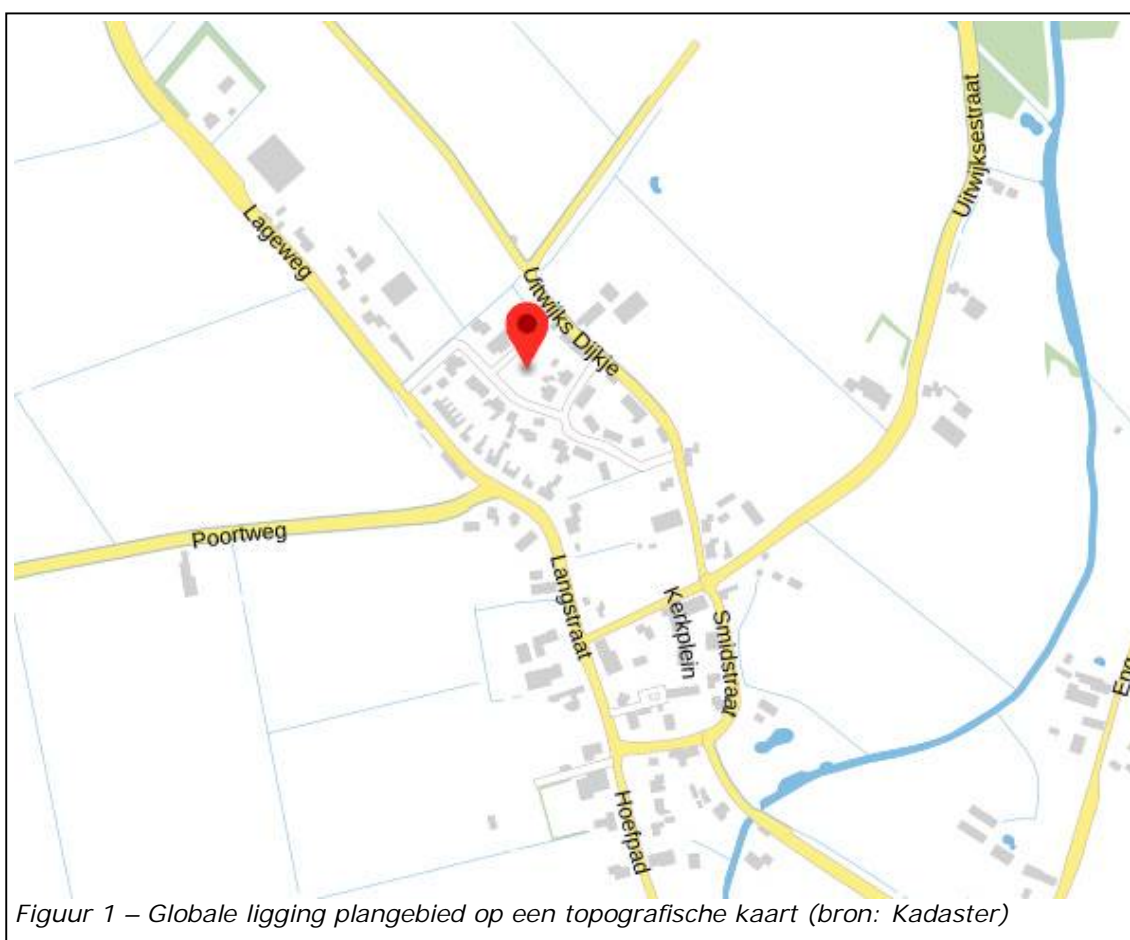 Uitwijksestraat
Lageweg
Uitwijks Dijkje
Poortweg
Langstraat
Kerkplein
Smidstraat
Eng
Hoefpad
Figuur 1 – Globale ligging plangebied op een topografische kaart (bron: Kadaster)